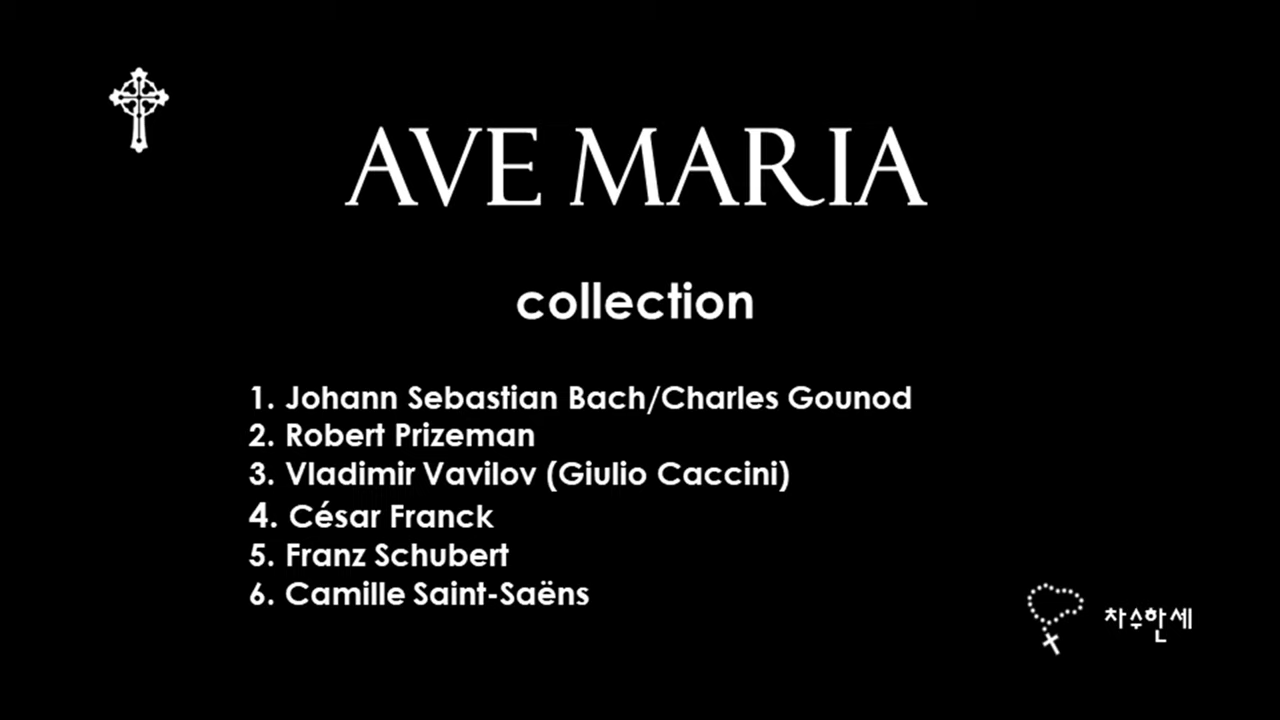 AVE MARIA
collection
1. Johann Sebastian Bach/Charles Gounod
2. Robert Prizeman
3. Vladimir Vavilov (Giulio Caccini)
4. César Franck
5. Franz Schubert
6. Camille Saint-Saëns
차수한세